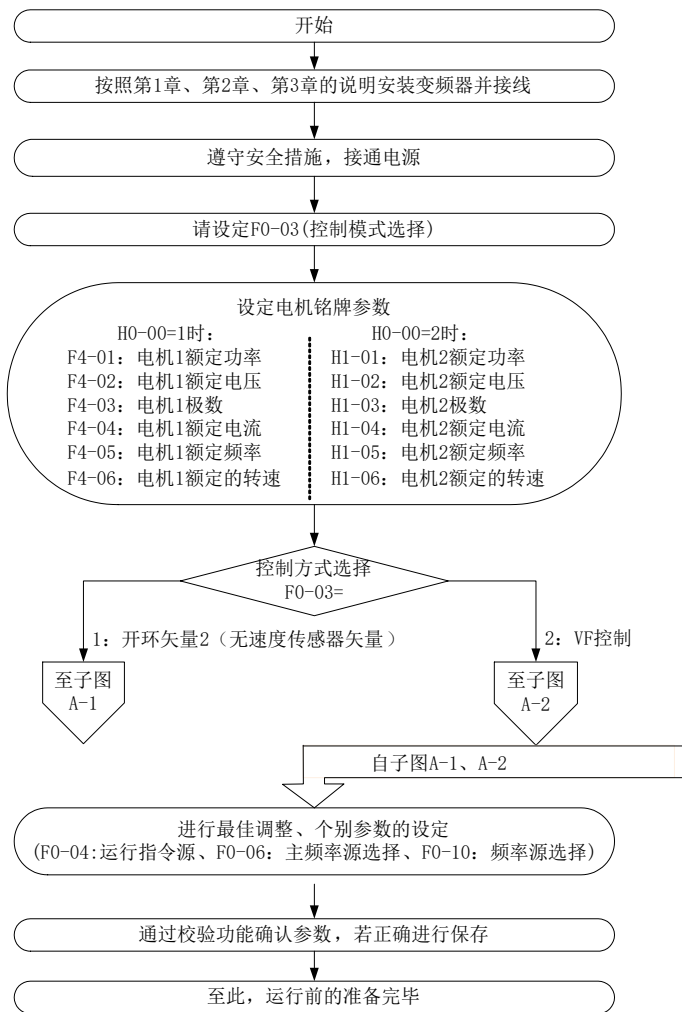 开始
按照第1章、第2章、第3章的说明安装变频器并接线
遵守安全措施，接通电源
请设定F0-03(控制模式选择)
设定电机铭牌参数
H0-00=1时：
F4-01：电机1额定功率
F4-02：电机1额定电压
F4-03：电机1极数
F4-04：电机1额定电流
F4-05：电机1额定频率
F4-06：电机1额定的转速
H0-00=2时：
H1-01：电机2额定功率
H1-02：电机2额定电压
H1-03：电机2极数
H1-04：电机2额定电流
H1-05：电机2额定频率
H1-06：电机2额定的转速
控制方式选择
F0-03=
1：开环矢量2（无速度传感器矢量）
2：VF控制
至子图
A-1
至子图
A-2
自子图A-1、A-2
进行最佳调整、个别参数的设定
(F0-04:运行指令源、F0-06：主频率源选择、F0-10：频率源选择)
通过校验功能确认参数，若正确进行保存
至此，运行前的准备完毕